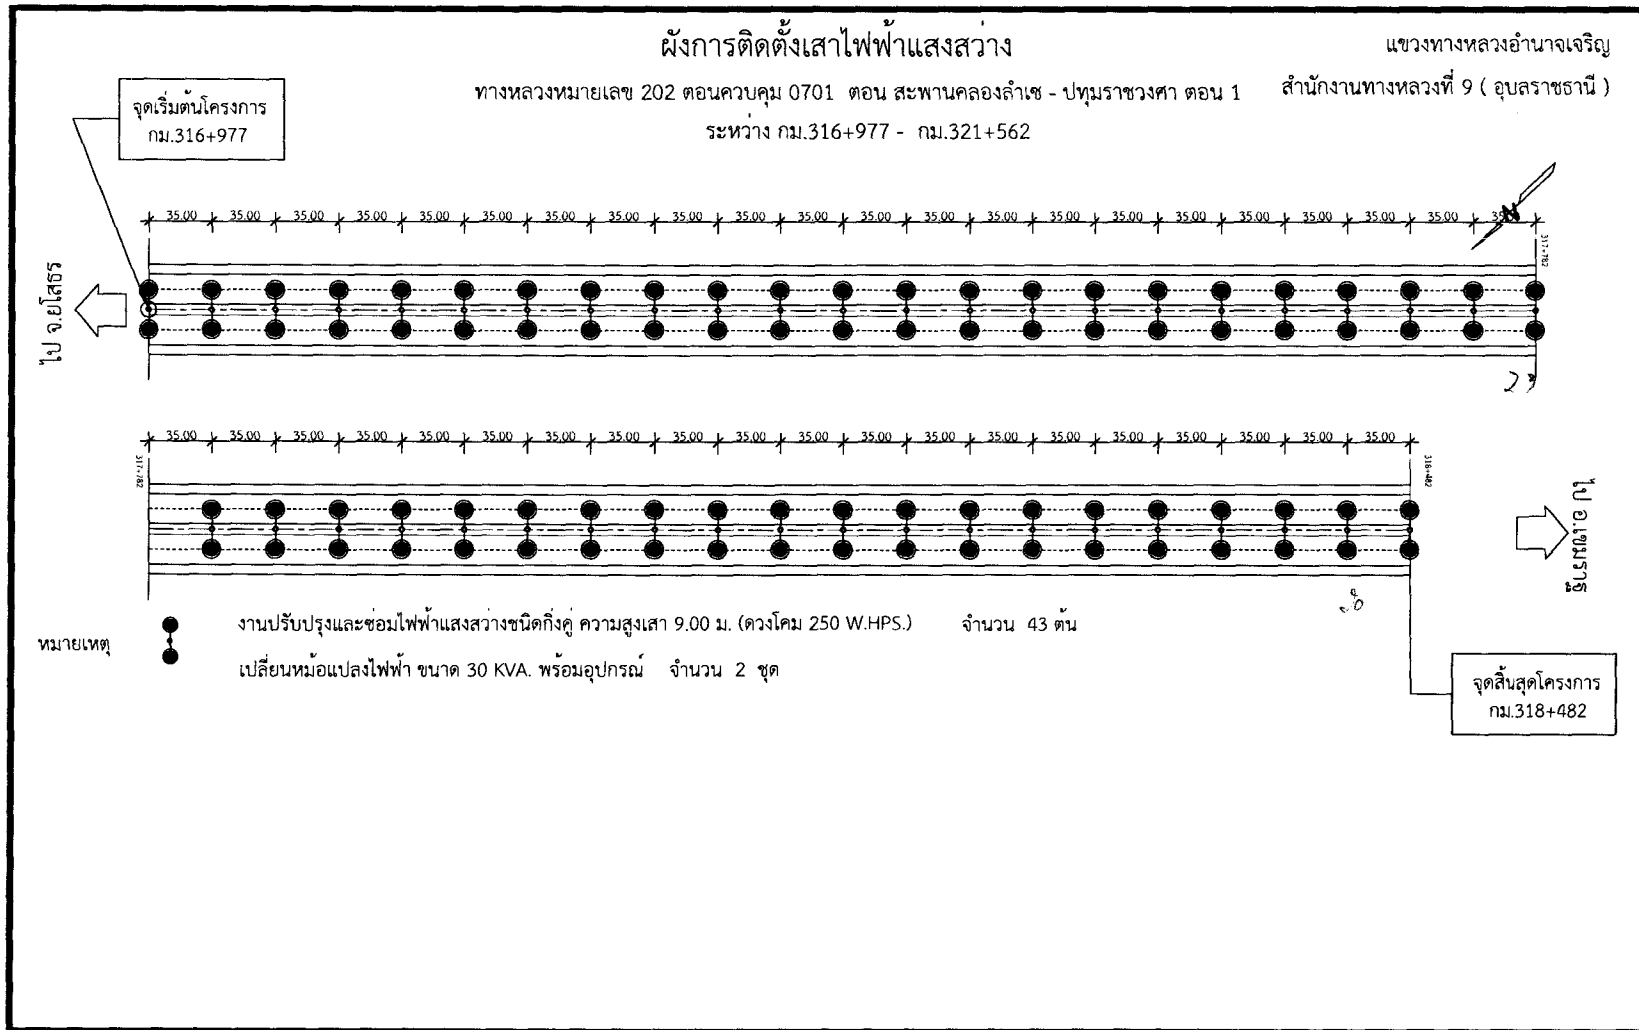 ผังการติดตั้งเสาไฟฟ้าแสงสว่าง
แขวงทางหลวงอำนาจเจริญ
ทางหลวงหมายเลข 202 ตอนควบคุม 0701 ตอน สะพานคลองลำเซ - ปทุมราชวงศา ตอน 1
สำนักงานทางหลวงที่ 9 ( อุบลราชธานี )
ระหว่าง กม.316+977 - กม.321+562
จุดเริ่มต้นโครงการ
กม.316+977
35.00 35.00 35.00 35.00 35.00 35.00 35.00 35.00 35.00 35.00 35.00 35.00 35.00 35.00 35.00 35.00 35.00 35.00 35.00 35.00 35.00 35.00
317+782
ไป จ.ยโสธร
35.00 35.00 35.00 35.00 35.00 35.00 35.00 35.00 35.00 35.00 35.00 35.00 35.00 35.00 35.00 35.00 35.00 35.00 35.00 35.00
317+782
318+482
ไป อ.เขมราฐ
20
หมายเหตุ
งานปรับปรุงและซ่อมไฟฟ้าแสงสว่างชนิดกิ่งคู่ ความสูงเสา 9.00 ม. (ดวงโคม 250 W.HPS.) จำนวน 43 ต้น
เปลี่ยนหม้อแปลงไฟฟ้า ขนาด 30 KVA. พร้อมอุปกรณ์ จำนวน 2 ชุด
จุดสิ้นสุดโครงการ
กม.318+482